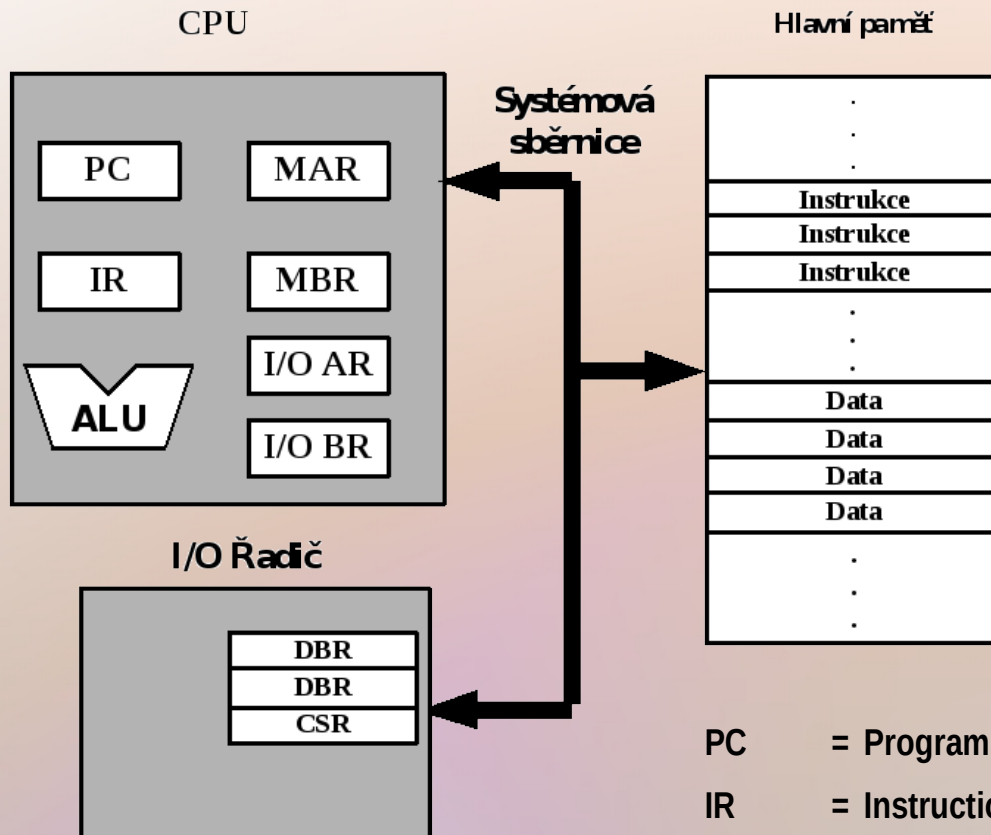 CPU
PC
MAR
IR
MBR
I/O AR
ALU
I/O BR
Systémová
sběrnice
Hlavní paměť
Instrukce
Instrukce
Instrukce
Data
Data
Data
Data
I/O Řadič
DBR
DBR
CSR
PC = Program
IR =